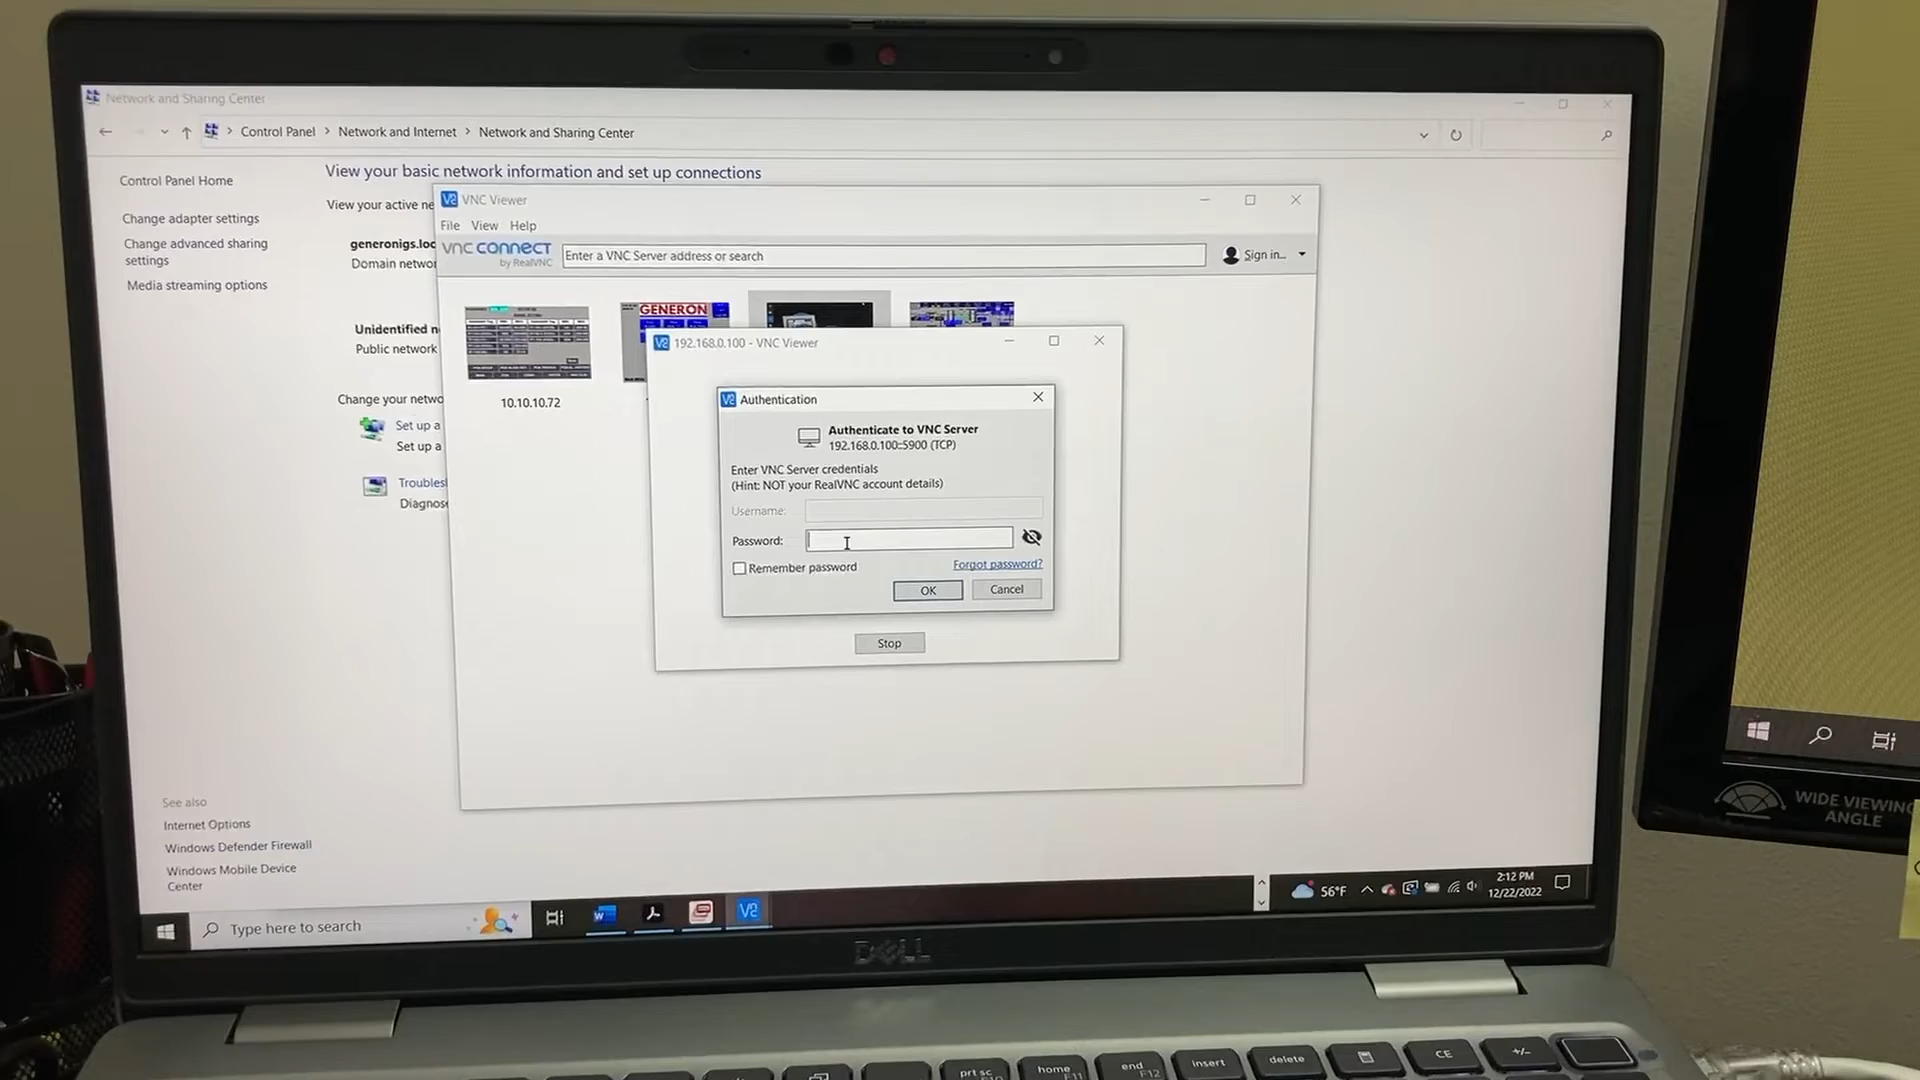 Network and Sharing Center
Control Panel > Network and Internet > Network and Sharing Center
Control Panel Home
Change adapter settings
Change advanced sharing
settings
Media streaming options
View your basic network information and set up connections
View your active ne
generonigs.loc
Domain networ
Unidentified n
Public network
Change your netwo
Set up a
Set up a
Troubles
Diagnos
See also
Internet Options
Windows Defender Firewall
Windows Mobile Device
Center
VNC Viewer
File View Help
VNC CONNECT
by RealVNC
Enter a VNC Server address or search
Sign in...
GENERON
10.10.10.72
192.168.0.100 - VNC Viewer
Authentication
Authenticate to VNC Server
192.168.0.100::5900 (TCP)
Enter VNC Server credentials
(Hint: NOT your RealVNC account details)
Username:
Password:
Remember password
Forgot password?
OK
Cancel
Stop
Type here to search
56°F
2:12 PM
12/22/2022
DELL
WIDE VIEWING
ANGLE
prt sc
F10
home
F11
end
F12
insert
delete
CE
+/-